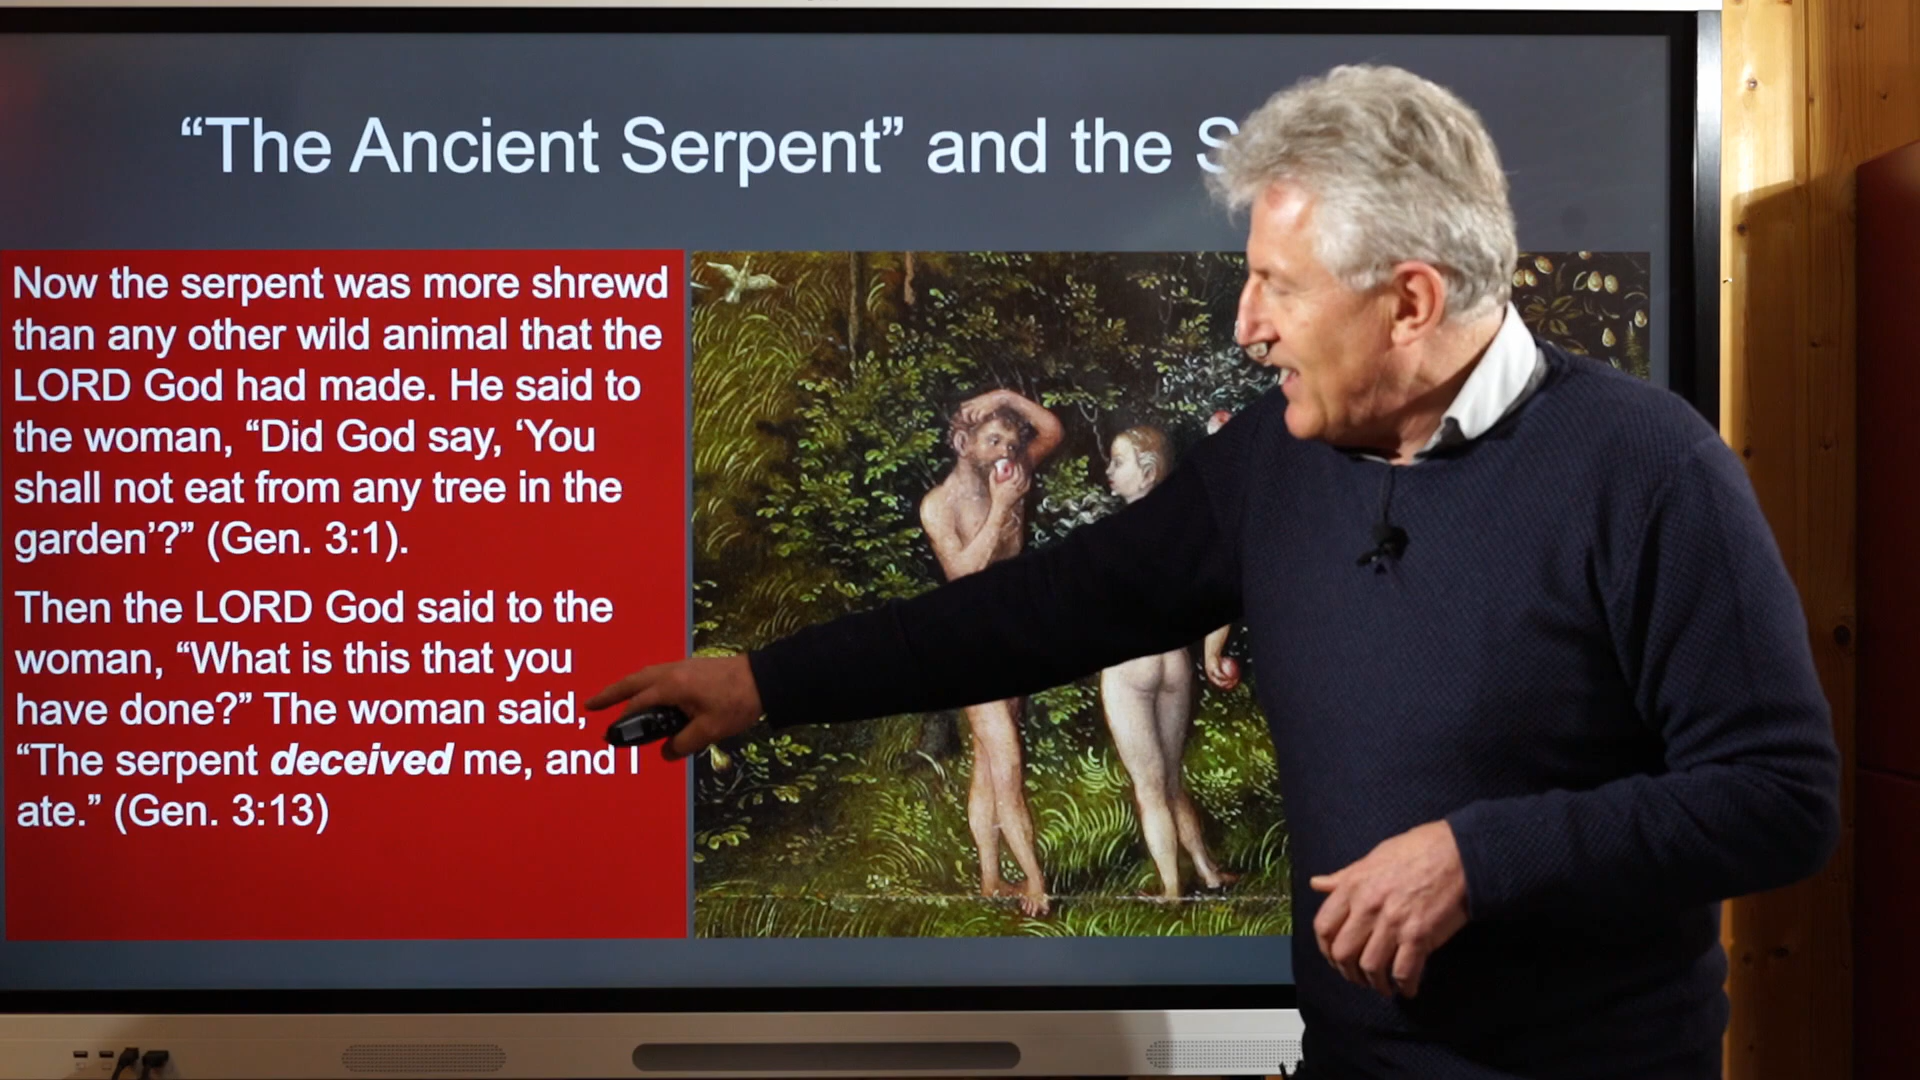 “The Ancient Serpent” and the S
Now the serpent was more shrewd
than any other wild animal that the
LORD God had made. He said to
the woman, “Did God say, ‘You
shall not eat from any tree in the
garden’?” (Gen. 3:1).
Then the LORD God said to the
woman, “What is this that you
have done?” The woman said,
“The serpent deceived me, and I
ate.” (Gen. 3:13)